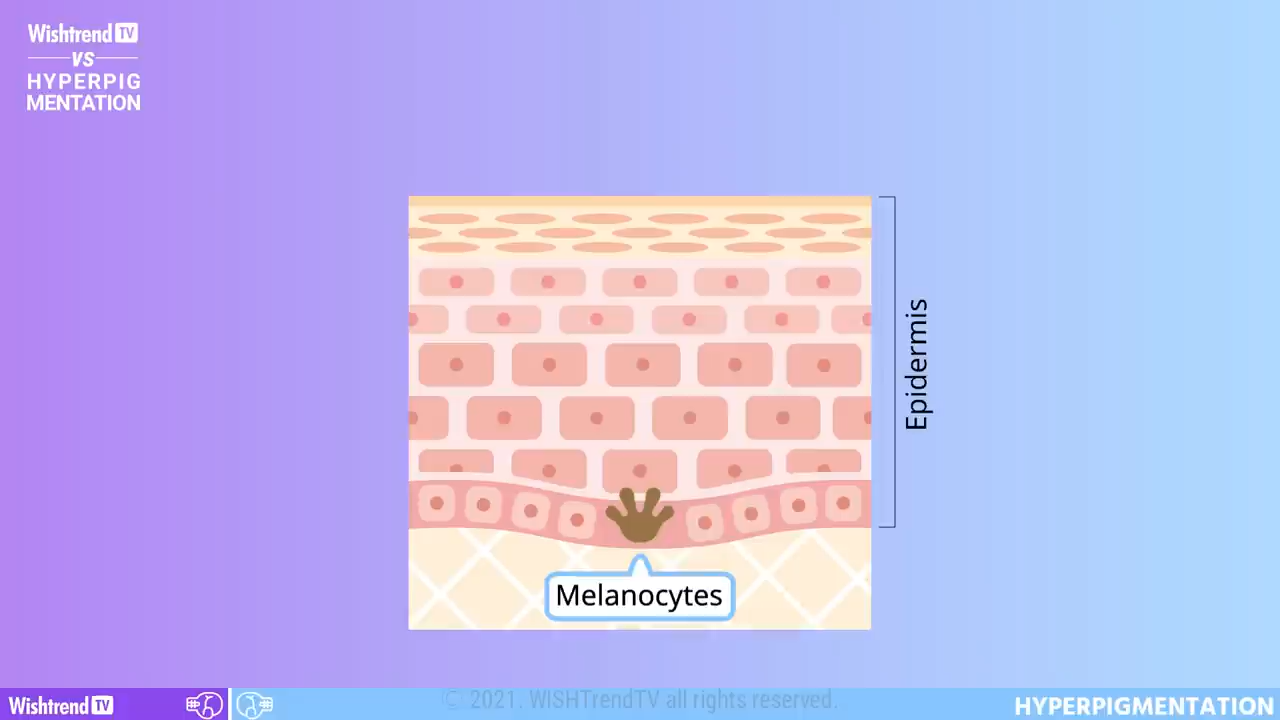 Wishtrend TV
VS
HYPERPIG
MENTATION
Epidermis
Melanocytes
© 2021. WISHTrendTV all rights reserved.
Wishtrend TV
HYPERPIGMENTATION